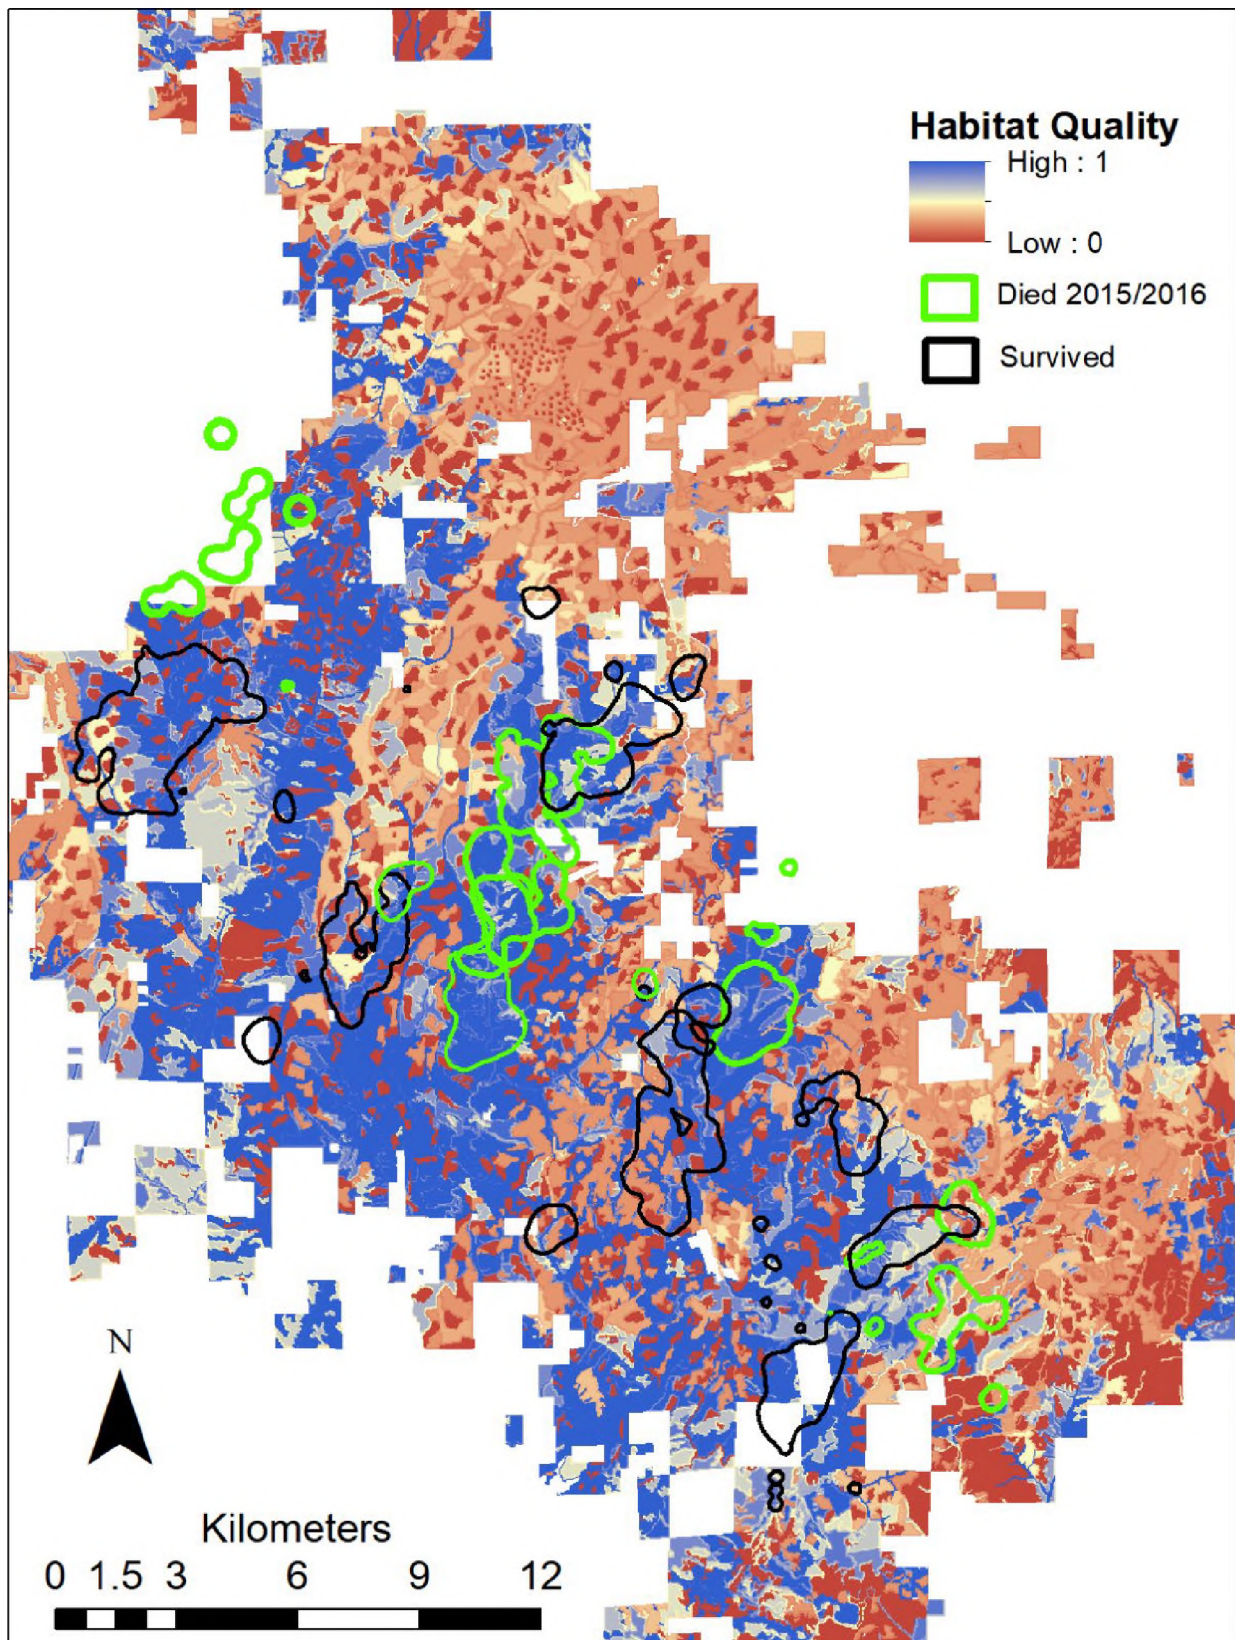 Habitat Quality
High : 1
Low : 0
Died 2015/2016
Survived
N
Kilometers
0 1.5 3 6 9 12